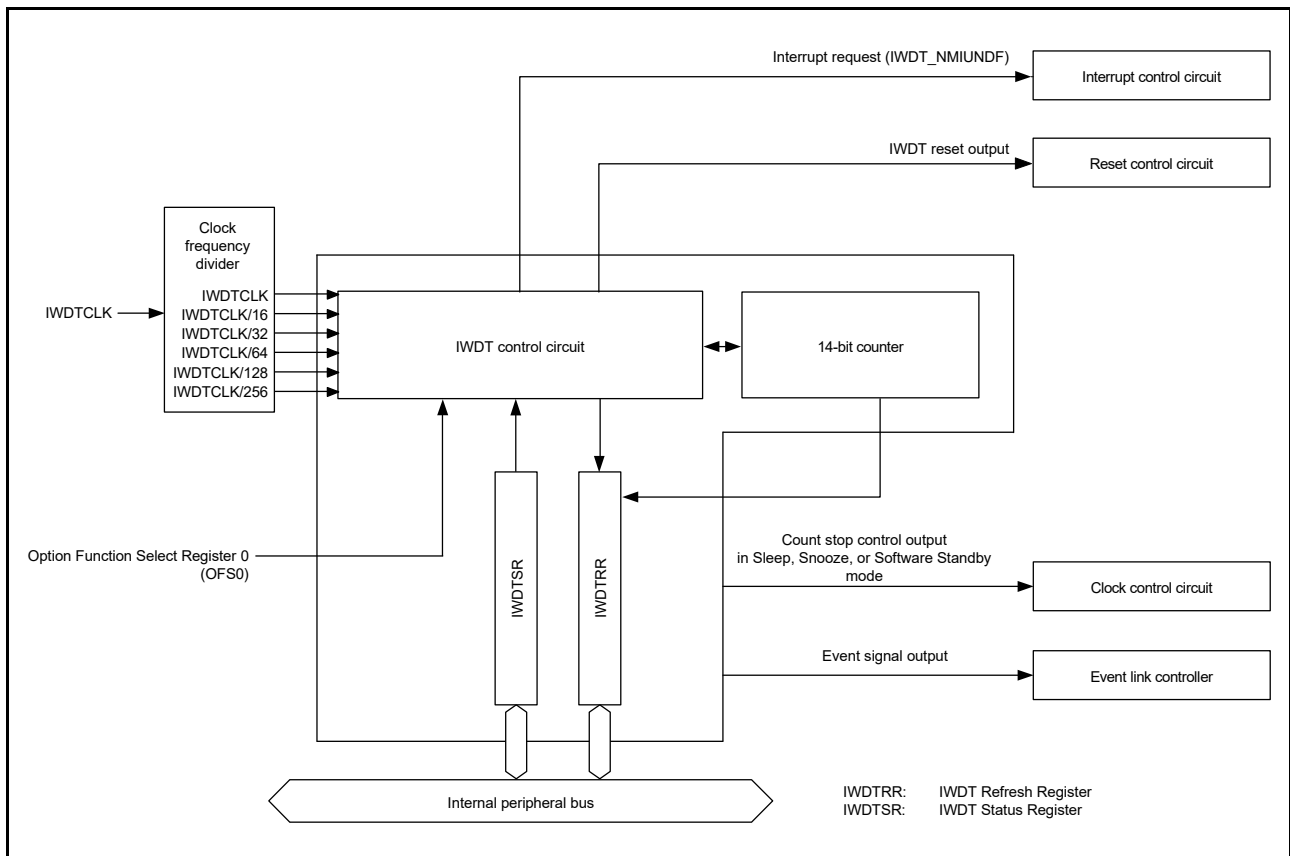 Interrupt request (IWDT_NMIUNDF)
Interrupt control circuit
IWDT reset output
Reset control circuit
Clock
frequency
divider
IWDTCLK
IWDTCLK
IWDTCLK/16
IWDTCLK/32
IWDTCLK/64
IWDTCLK/128
IWDTCLK/256
IWDT control circuit
14-bit counter
Option Function Select Register 0
(OFS0)
IWDTSR
IWDTRR
Count stop control output
in Sleep, Snooze, or Software Standby
mode
Clock control circuit
Event signal output
Event link controller
Internal peripheral bus
IWDTRR: IWDT Refresh Register
IWDTSR: IWDT Status Register